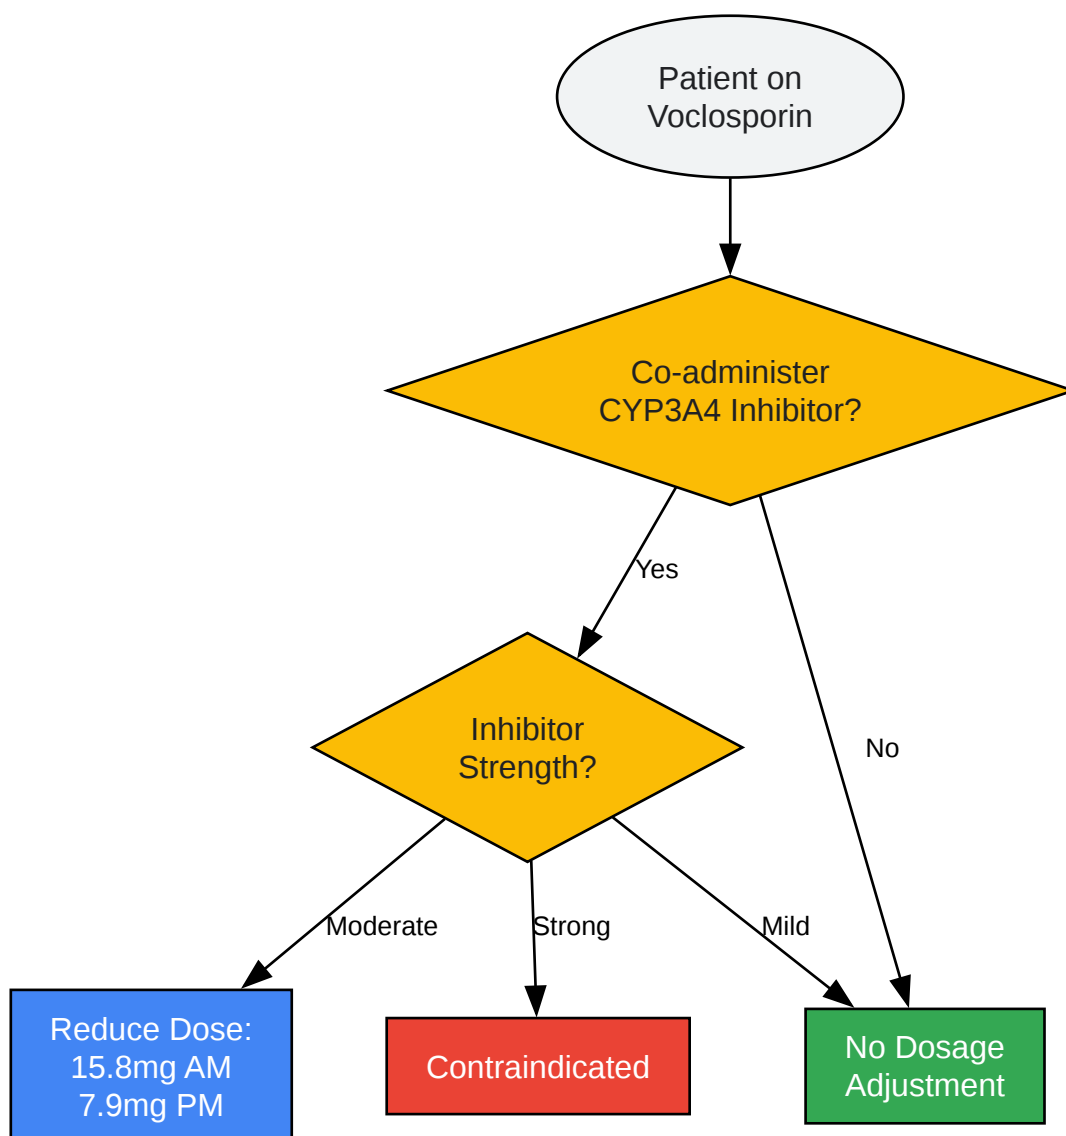 Patient on
Voclosporin
Co-administer
CYP3A4 Inhibitor?
Yes
No
Inhibitor
Strength?
Moderate
Strong
Mild
Reduce Dose:
15.8mg AM
7.9mg PM
Contraindicated
No Dosage
Adjustment